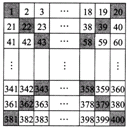 1 2 3 … 18 19 20
21 22 23 … 38 39 40
41 42 43 … 58 59 60
⋮ ⋮ ⋮ ⋮ ⋮ ⋮
341 342 343 … 358 359 360
361 362 363 … 378 379 380
381 382 383 … 398 399 400